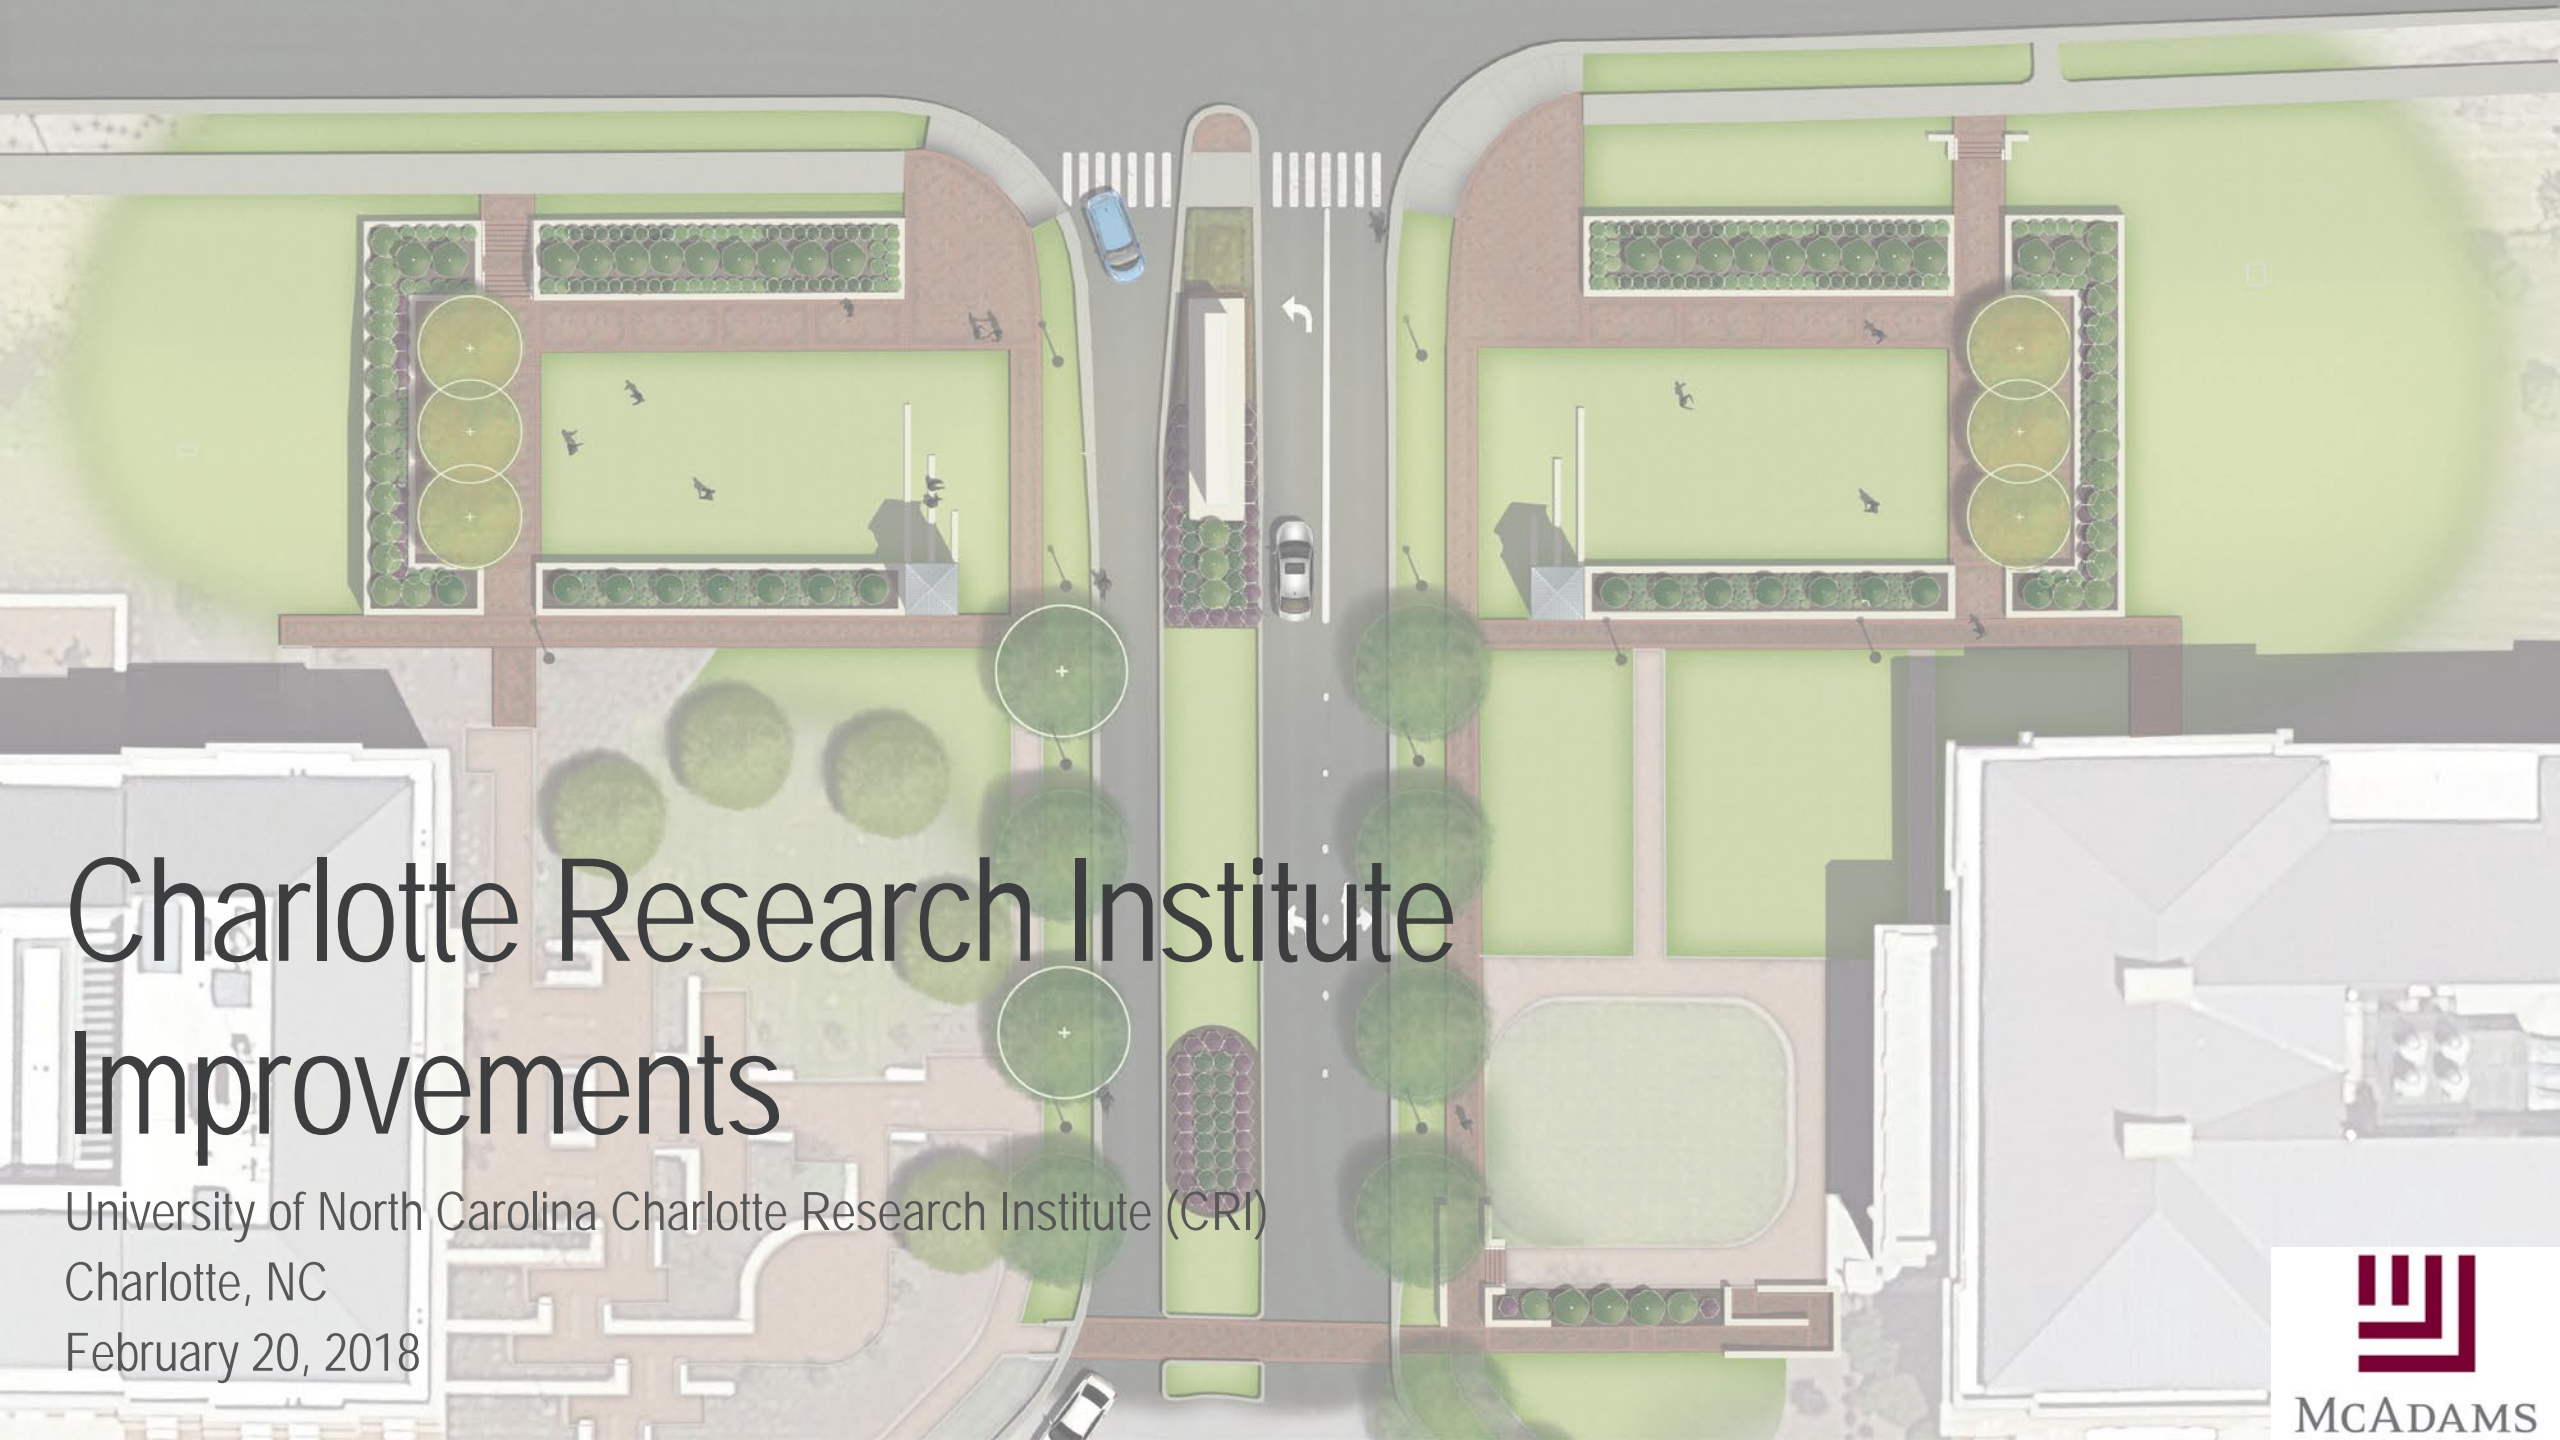 Charlotte Research Institute
Improvements
University of North Carolina Charlotte Research Institute (CRI)
Charlotte, NC
February 20, 2018
MCADAMS